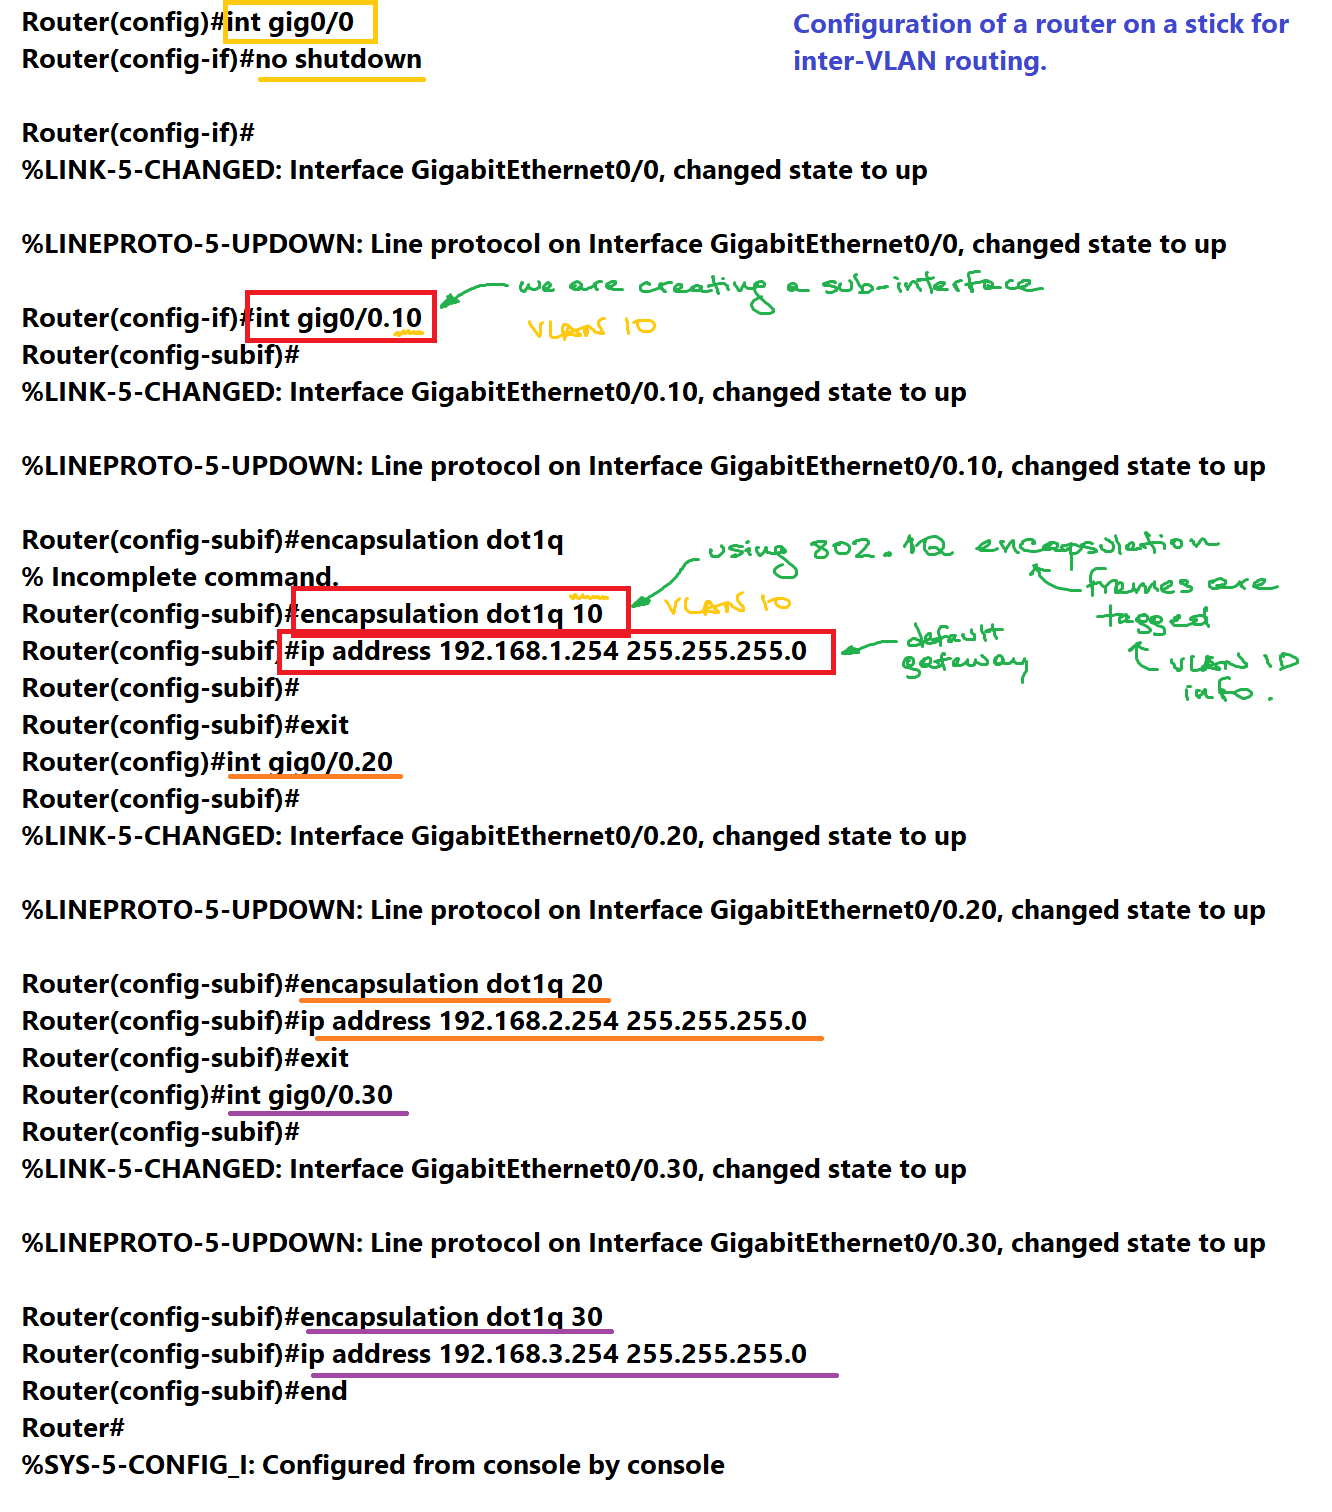 Router(config)#int gig0/0
Configuration of a router on a stick for
Router(config-if)#no shutdown
inter-VLAN routing.
Router(config-if)#
%LINK-5-CHANGED: Interface GigabitEthernet0/0, changed state to up
%LINEPROTO-5-UPDOWN: Line protocol on Interface GigabitEthernet0/0, changed state to up
we are creating a sub-interface
Router(config-if)#int gig0/0.10
VLAN 10
Router(config-subif)#
%LINK-5-CHANGED: Interface GigabitEthernet0/0.10, changed state to up
%LINEPROTO-5-UPDOWN: Line protocol on Interface GigabitEthernet0/0.10, changed state to up
Router(config-subif)#encapsulation dot1q
using 802.1Q encapsulation
% Incomplete command.
frames are
tagged
Router(config-subif)#encapsulation dot1q 10
VLAN 10
Router(config-subif)#ip address 192.168.1.254 255.255.255.0
default
gateway
VLAN ID
info.
Router(config-subif)#
Router(config-subif)#exit
Router(config)#int gig0/0.20
Router(config-subif)#
%LINK-5-CHANGED: Interface GigabitEthernet0/0.20, changed state to up
%LINEPROTO-5-UPDOWN: Line protocol on Interface GigabitEthernet0/0.20, changed state to up
Router(config-subif)#encapsulation dot1q 20
Router(config-subif)#ip address 192.168.2.254 255.255.255.0
Router(config-subif)#exit
Router(config)#int gig0/0.30
Router(config-subif)#
%LINK-5-CHANGED: Interface GigabitEthernet0/0.30, changed state to up
%LINEPROTO-5-UPDOWN: Line protocol on Interface GigabitEthernet0/0.30, changed state to up
Router(config-subif)#encapsulation dot1q 30
Router(config-subif)#ip address 192.168.3.254 255.255.255.0
Router(config-subif)#end
Router#
%SYS-5-CONFIG_I: Configured from console by console